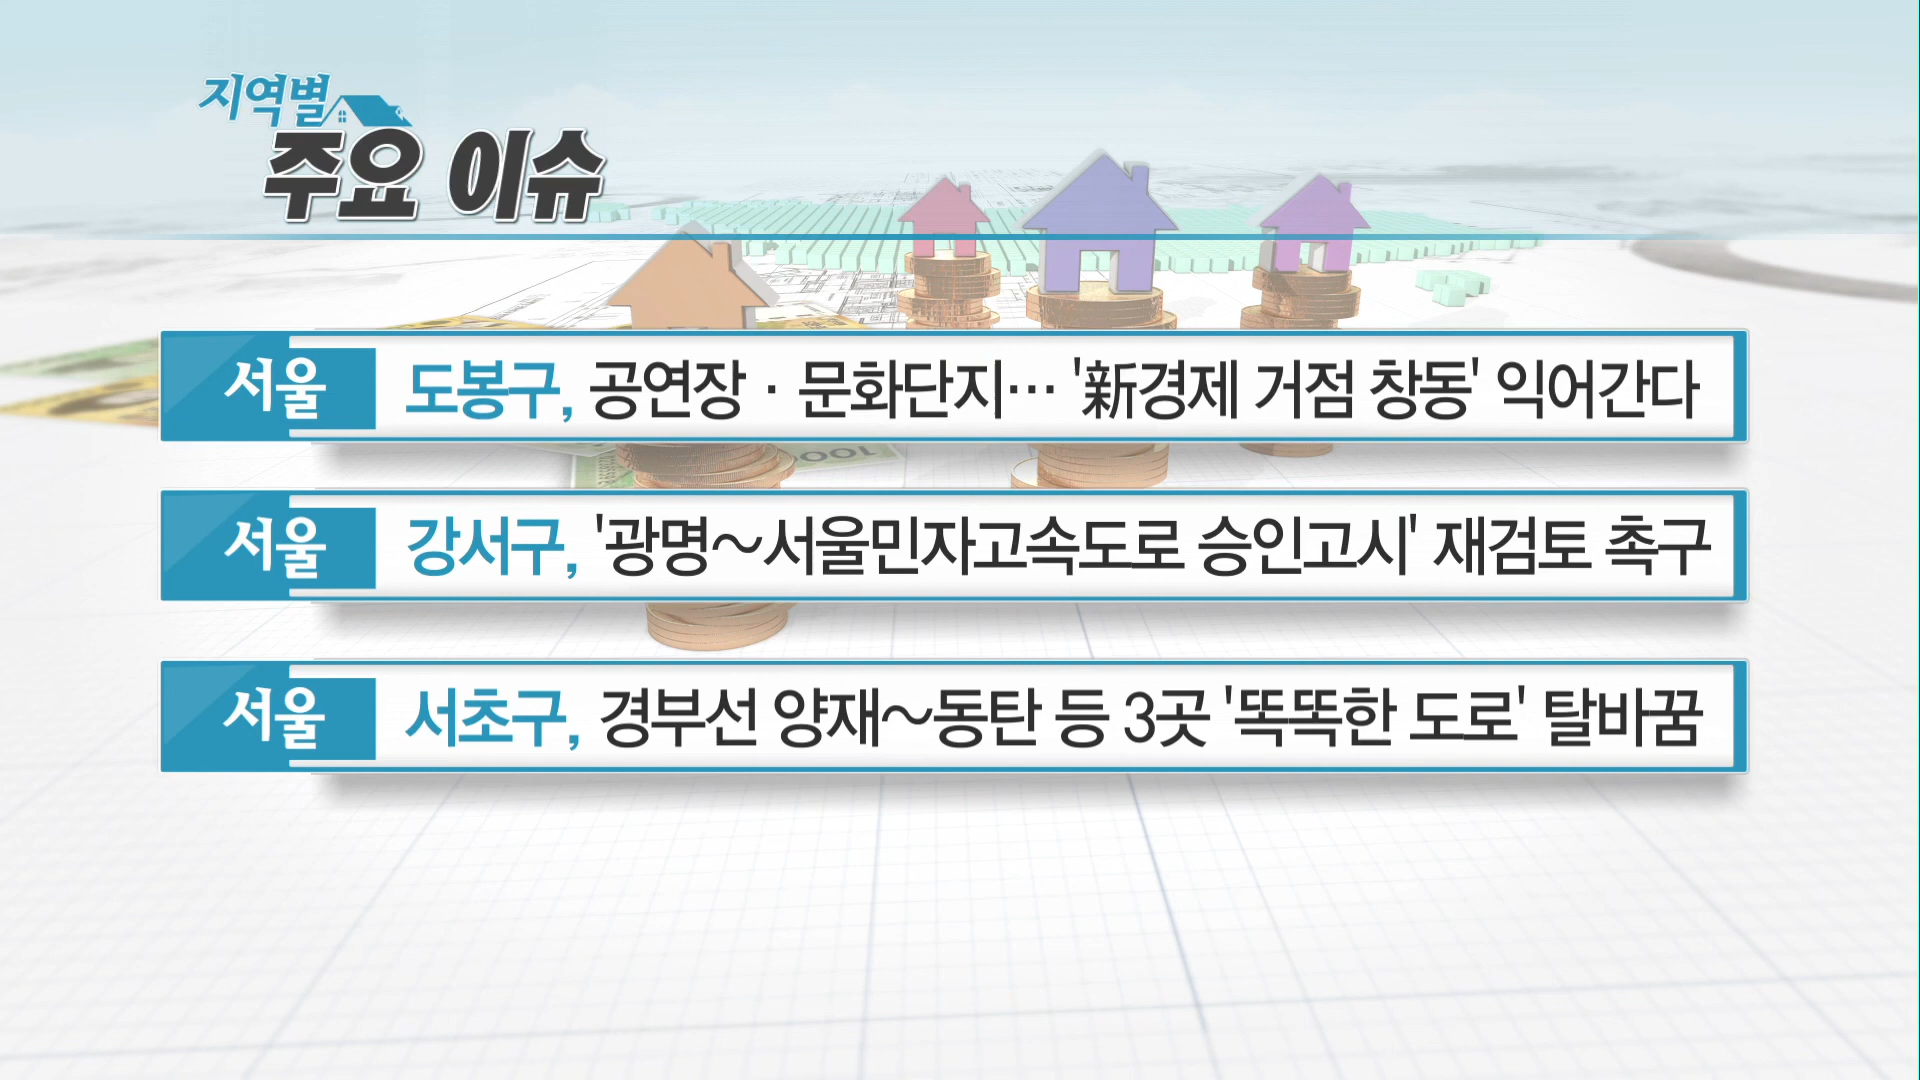 지역별
주요 이슈
서울 도봉구, 공연장 · 문화단지… '新경제 거점 창동' 익어간다
서울 강서구, '광명~서울민자고속도로 승인고시' 재검토 촉구
서울 서초구, 경부선 양재~동탄 등 3곳 '똑똑한 도로' 탈바꿈